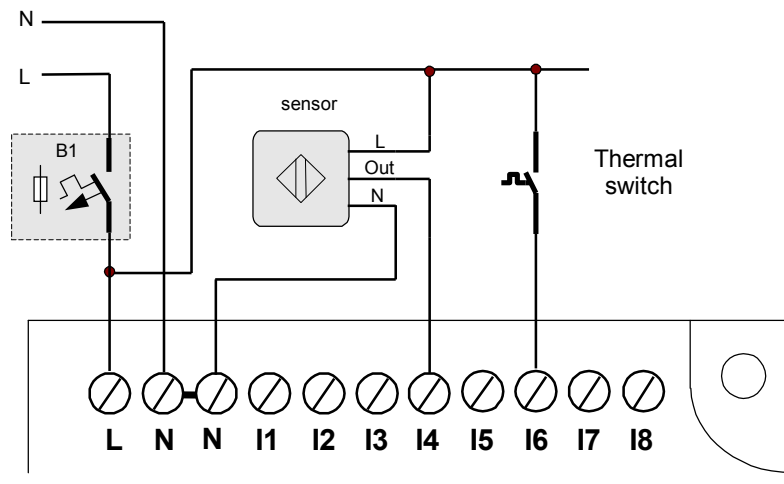 N
L
B1
sensor
L
Out
N
Thermal
switch
L N N I1 I2 I3 I4 I5 I6 I7 I8